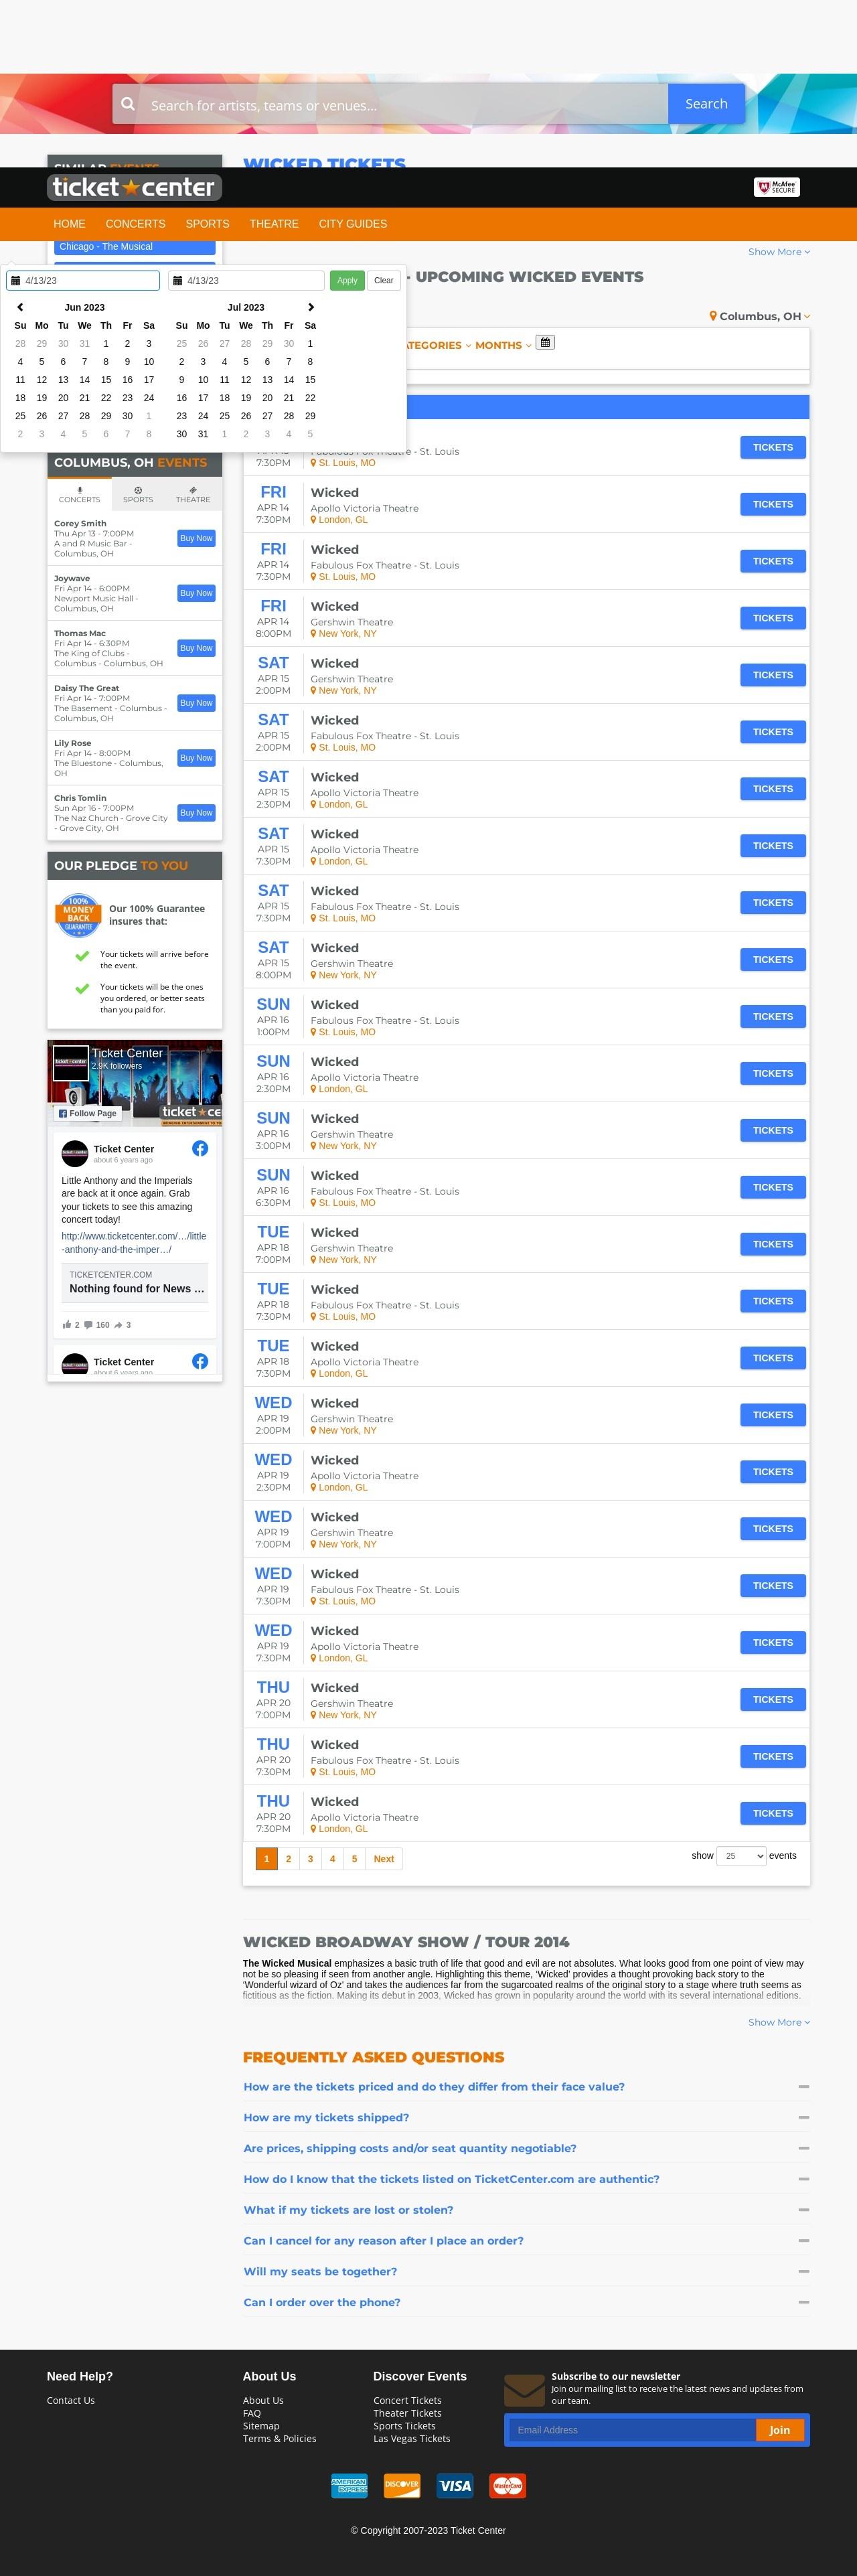 Search for artists, teams or venues...
Search
WICKED TICKETS
SIMILAR EVENTS
ticket center
McAfee SECURE
HOME
CONCERTS
SPORTS
THEATRE
CITY GUIDES
Chicago - The Musical
Show More
4/13/23
4/13/23
Apply
Clear
- UPCOMING WICKED EVENTS
Columbus, OH
MONTHS
Jun 2023
Su Mo Tu We Th Fr Sa
28 29 30 31 1 2 3
4 5 6 7 8 9 10
11 12 13 14 15 16 17
18 19 20 21 22 23 24
25 26 27 28 29 30 1
2 3 4 5 6 7 8
Jul 2023
Su Mo Tu We Th Fr Sa
25 26 27 28 29 30 1
2 3 4 5 6 7 8
9 10 11 12 13 14 15
16 17 18 19 20 21 22
23 24 25 26 27 28 29
30 31 1 2 3 4 5
COLUMBUS, OH EVENTS
CONCERTS
SPORTS
THEATRE
Corey Smith
Thu Apr 13 - 7:00PM
A and R Music Bar -
Columbus, OH
Buy Now
Joywave
Fri Apr 14 - 6:00PM
Newport Music Hall -
Columbus, OH
Buy Now
Thomas Mac
Fri Apr 14 - 6:30PM
The King of Clubs -
Columbus - Columbus, OH
Buy Now
Daisy The Great
Fri Apr 14 - 7:00PM
The Basement - Columbus -
Columbus, OH
Buy Now
Lily Rose
Fri Apr 14 - 8:00PM
The Bluestone - Columbus,
OH
Buy Now
Chris Tomlin
Sun Apr 16 - 7:00PM
The Naz Church - Grove City
- Grove City, OH
Buy Now
OUR PLEDGE TO YOU
100%
MONEY
BACK
GUARANTEE
Our 100% Guarantee
insures that:
Your tickets will arrive before
the event.
Your tickets will be the ones
you ordered, or better seats
than you paid for.
ticket center
Ticket Center
2.9K followers
Follow Page
Ticket Center
about 6 years ago
Little Anthony and the Imperials
are back at it once again. Grab
your tickets to see this amazing
concert today!
http://www.ticketcenter.com/…/little
-anthony-and-the-imper…/
TICKETCENTER.COM
Nothing found for News …
2 160 3
Ticket Center
about 6 years ago
7:30PM
Fabulous Fox Theatre - St. Louis
St. Louis, MO
TICKETS
FRI
APR 14
7:30PM
Wicked
Apollo Victoria Theatre
London, GL
TICKETS
FRI
APR 14
7:30PM
Wicked
Fabulous Fox Theatre - St. Louis
St. Louis, MO
TICKETS
FRI
APR 14
8:00PM
Wicked
Gershwin Theatre
New York, NY
TICKETS
SAT
APR 15
2:00PM
Wicked
Gershwin Theatre
New York, NY
TICKETS
SAT
APR 15
2:00PM
Wicked
Fabulous Fox Theatre - St. Louis
St. Louis, MO
TICKETS
SAT
APR 15
2:30PM
Wicked
Apollo Victoria Theatre
London, GL
TICKETS
SAT
APR 15
7:30PM
Wicked
Apollo Victoria Theatre
London, GL
TICKETS
SAT
APR 15
7:30PM
Wicked
Fabulous Fox Theatre - St. Louis
St. Louis, MO
TICKETS
SAT
APR 15
8:00PM
Wicked
Gershwin Theatre
New York, NY
TICKETS
SUN
APR 16
1:00PM
Wicked
Fabulous Fox Theatre - St. Louis
St. Louis, MO
TICKETS
SUN
APR 16
2:30PM
Wicked
Apollo Victoria Theatre
London, GL
TICKETS
SUN
APR 16
3:00PM
Wicked
Gershwin Theatre
New York, NY
TICKETS
SUN
APR 16
6:30PM
Wicked
Fabulous Fox Theatre - St. Louis
St. Louis, MO
TICKETS
TUE
APR 18
7:00PM
Wicked
Gershwin Theatre
New York, NY
TICKETS
TUE
APR 18
7:30PM
Wicked
Fabulous Fox Theatre - St. Louis
St. Louis, MO
TICKETS
TUE
APR 18
7:30PM
Wicked
Apollo Victoria Theatre
London, GL
TICKETS
WED
APR 19
2:00PM
Wicked
Gershwin Theatre
New York, NY
TICKETS
WED
APR 19
2:30PM
Wicked
Apollo Victoria Theatre
London, GL
TICKETS
WED
APR 19
7:00PM
Wicked
Gershwin Theatre
New York, NY
TICKETS
WED
APR 19
7:30PM
Wicked
Fabulous Fox Theatre - St. Louis
St. Louis, MO
TICKETS
WED
APR 19
7:30PM
Wicked
Apollo Victoria Theatre
London, GL
TICKETS
THU
APR 20
7:00PM
Wicked
Gershwin Theatre
New York, NY
TICKETS
THU
APR 20
7:30PM
Wicked
Fabulous Fox Theatre - St. Louis
St. Louis, MO
TICKETS
THU
APR 20
7:30PM
Wicked
Apollo Victoria Theatre
London, GL
TICKETS
1 2 3 4 5 Next
show 25 events
WICKED BROADWAY SHOW / TOUR 2014
The Wicked Musical emphasizes a basic truth of life that good and evil are not absolutes. What looks good from one point of view may
not be so pleasing if seen from another angle. Highlighting this theme, 'Wicked' provides a thought provoking back story to the
'Wonderful wizard of Oz' and takes the audiences far from the sugarcoated realms of the original story to a stage where truth seems as
fictitious as the fiction. Making its debut in 2003, Wicked has grown in popularity around the world with its several international editions.
Show More
FREQUENTLY ASKED QUESTIONS
How are the tickets priced and do they differ from their face value?
How are my tickets shipped?
Are prices, shipping costs and/or seat quantity negotiable?
How do I know that the tickets listed on TicketCenter.com are authentic?
What if my tickets are lost or stolen?
Can I cancel for any reason after I place an order?
Will my seats be together?
Can I order over the phone?
Need Help?
Contact Us
About Us
About Us
FAQ
Sitemap
Terms & Policies
Discover Events
Concert Tickets
Theater Tickets
Sports Tickets
Las Vegas Tickets
Subscribe to our newsletter
Join our mailing list to receive the latest news and updates from
our team.
Email Address
Join
AMERICAN EXPRESS
DISCOVER
VISA
MasterCard
© Copyright 2007-2023 Ticket Center